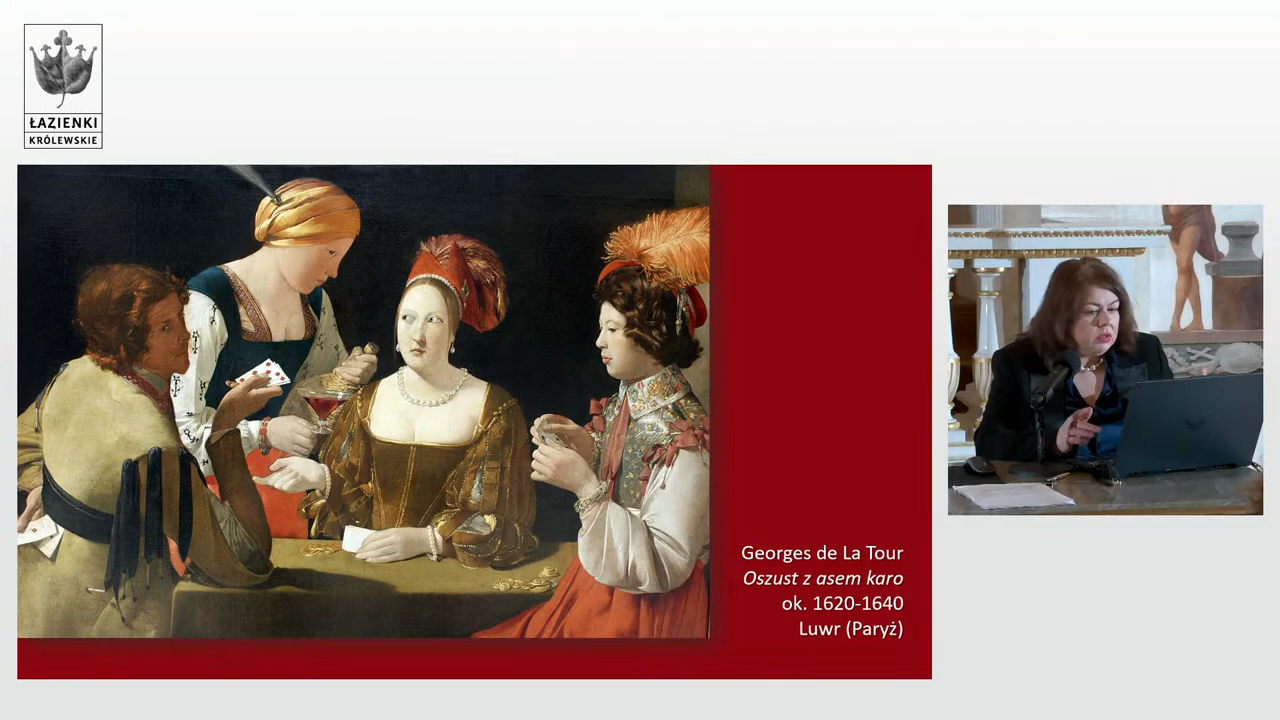 ŁAZIENKI
KRÓLEWSKIE
Georges de La Tour
Oszust z asem karo
ok. 1620-1640
Luwr (Paryż)